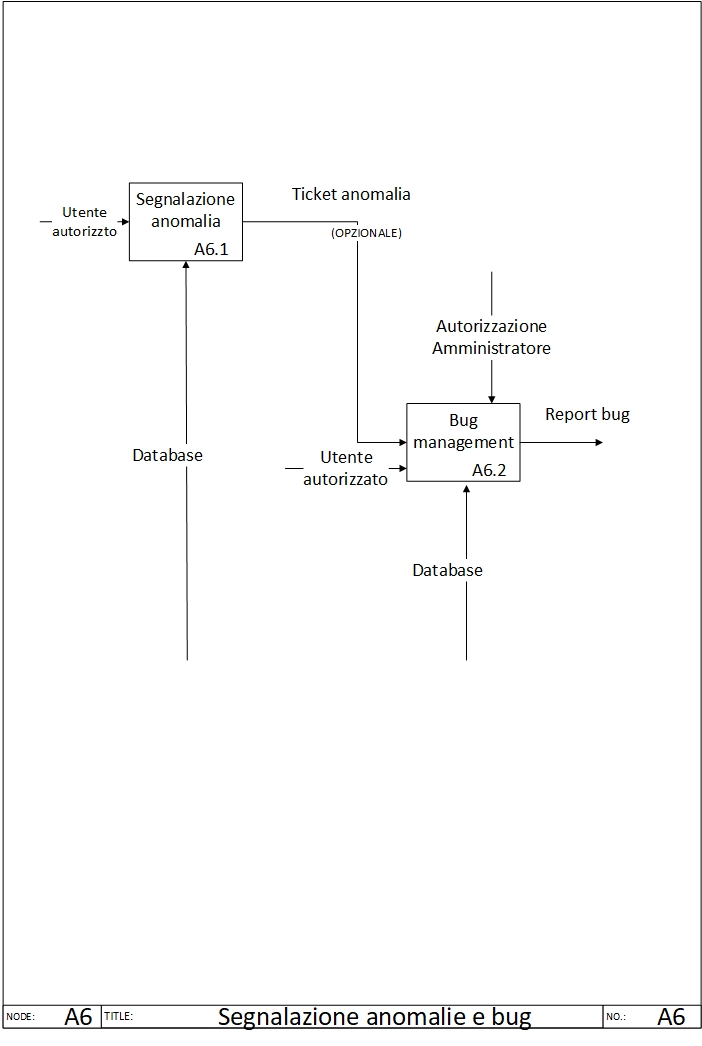 Segnalazione
anomalia
A6.1
Utente
autorizzto
Ticket anomalia
(OPZIONALE)
Autorizzazione
Amministratore
Bug
management
A6.2
Report bug
Utente
autorizzato
Database
Database
NODE:
A6
TITLE:
Segnalazione anomalie e bug
NO.:
A6